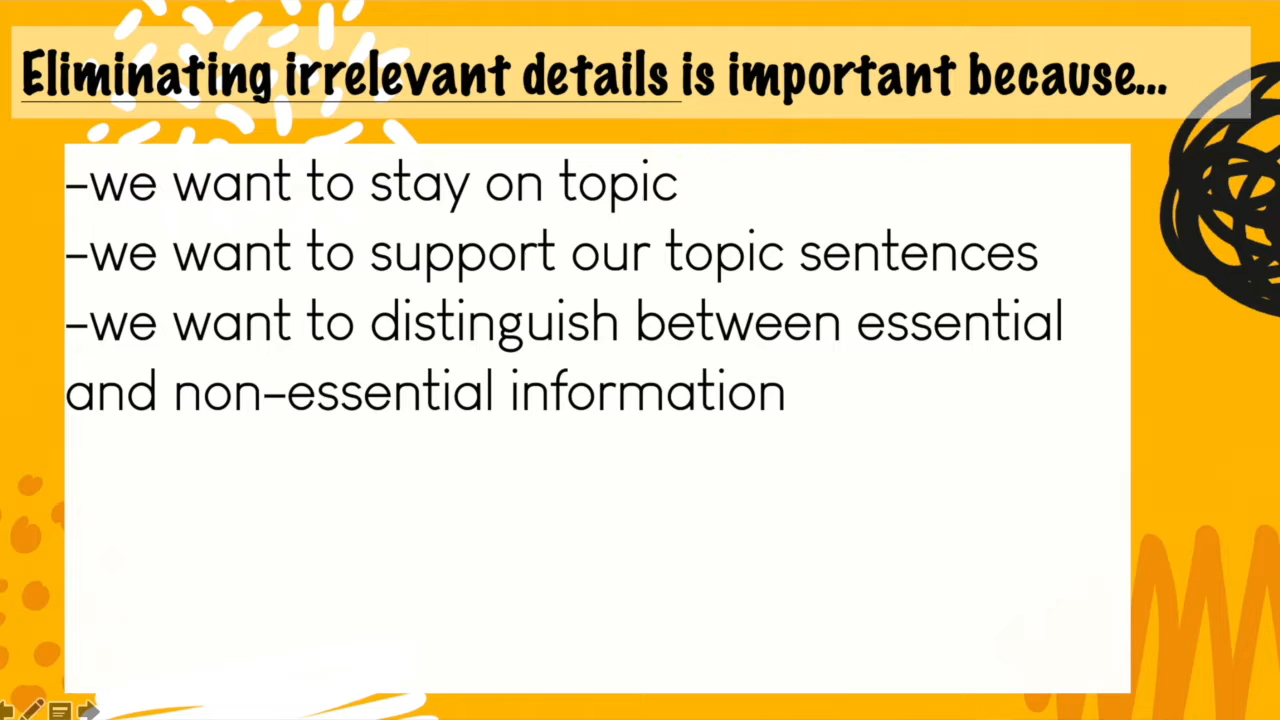 Eliminating irrelevant details is important because...
-we want to stay on topic
-we want to support our topic sentences
-we want to distinguish between essential
and non-essential information